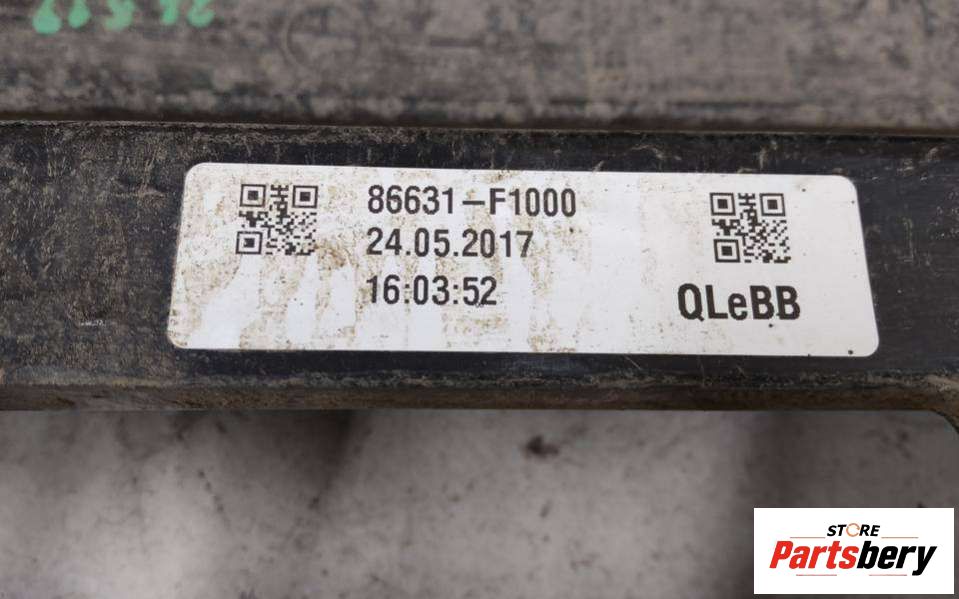 86631-F1000
24.05.2017
16:03:52
QLeBB
STORE
Partsbery